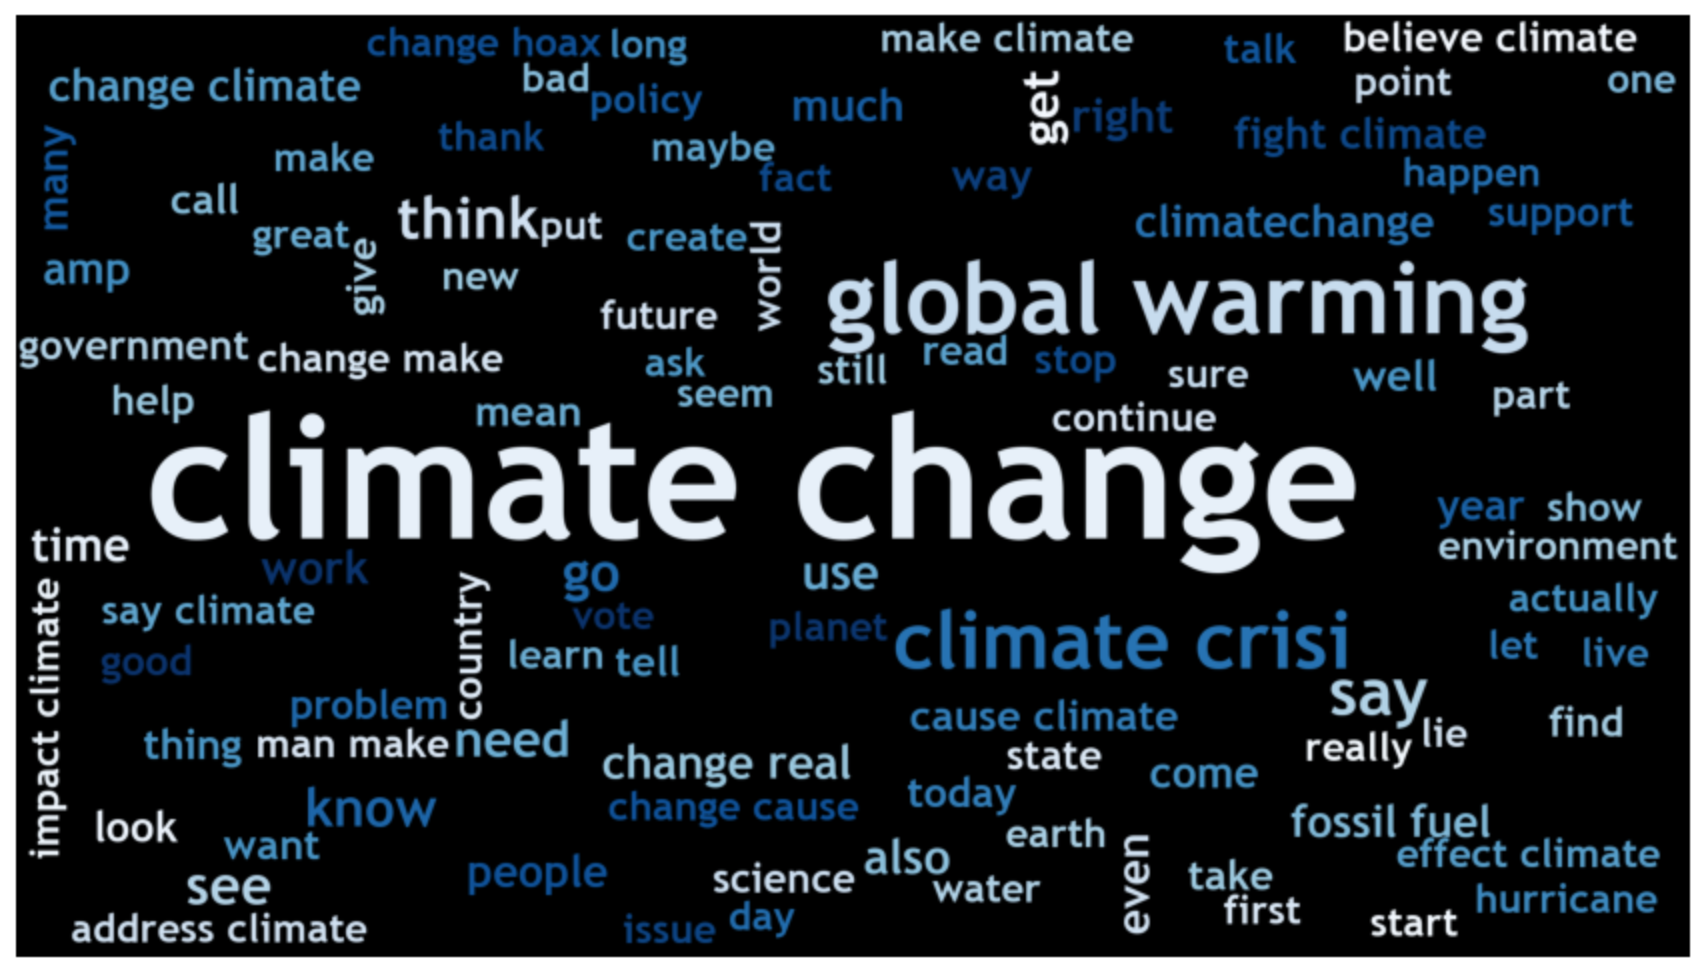 change hoax
long
make climate
talk
believe climate
change climate
bad
policy
much
get
right
point
one
many
thank
make
maybe
fact
way
fight climate
happen
call
great
give
think
put
create
world
climatechange
support
amp
new
future
global warming
government
change make
ask
still
read
stop
sure
well
part
help
mean
seem
continue
climate change
year
show
time
environment
work
go
use
impact climate
say climate
country
vote
planet
climate crisi
actually
good
learn
tell
let
live
problem
say
cause climate
thing
man make
need
change real
state
really
lie
find
know
change cause
today
come
look
want
earth
fossil fuel
see
people
science
also
water
even
take
effect climate
address climate
issue
day
first
start
hurricane